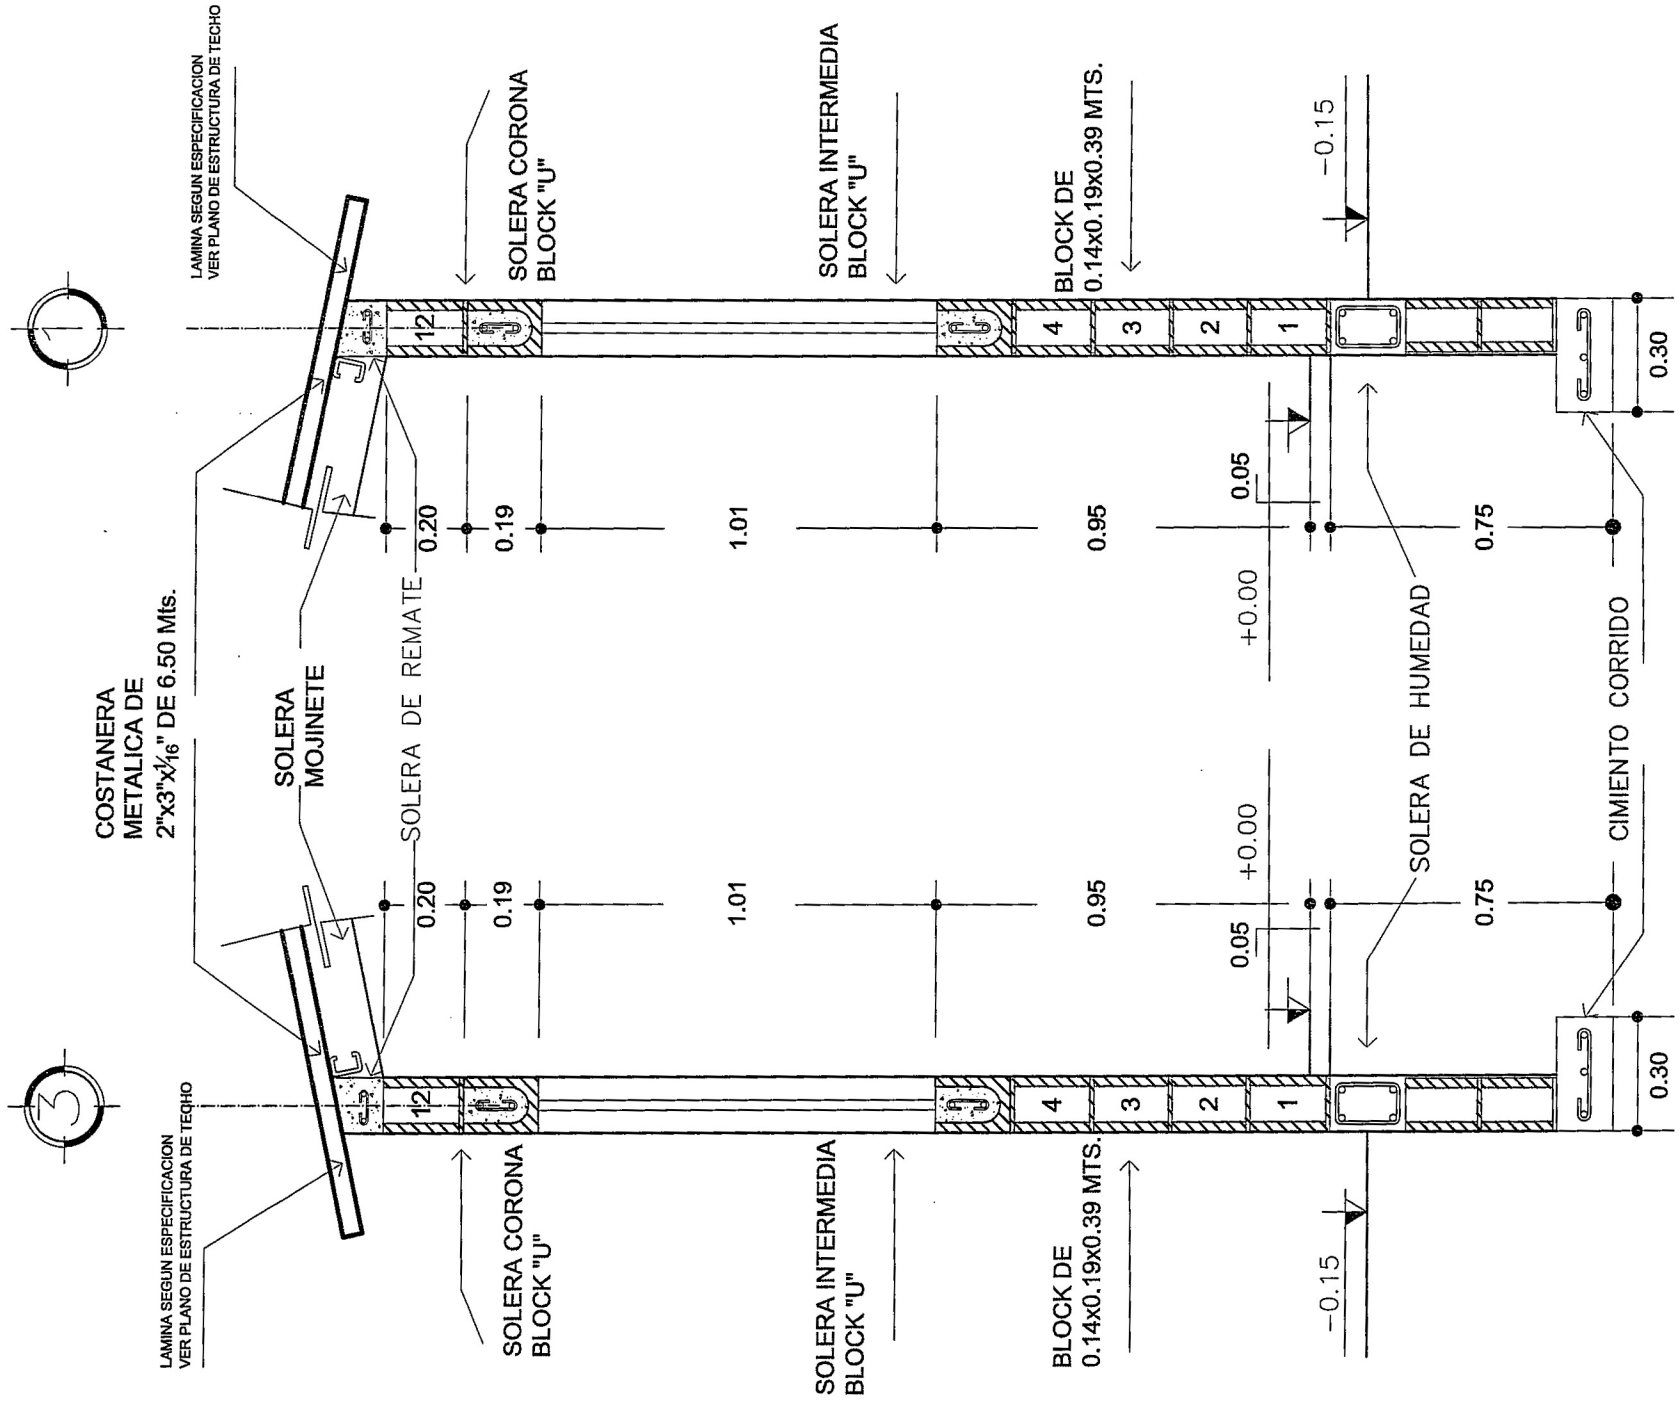 3
1
LAMINA SEGUN ESPECIFICACION
VER PLANO DE ESTRUCTURA DE TECHO
COSTANERA
METALICA DE
2"x3"x1/16" DE 6.50 Mts.
LAMINA SEGUN ESPECIFICACION
VER PLANO DE ESTRUCTURA DE TECHO
SOLERA
MOJINETE
SOLERA DE REMATE
SOLERA CORONA
BLOCK "U"
12
0.20
0.19
0.20
0.19
12
SOLERA CORONA
BLOCK "U"
1.01
1.01
SOLERA INTERMEDIA
BLOCK "U"
SOLERA INTERMEDIA
BLOCK "U"
BLOCK DE
0.14x0.19x0.39 MTS.
4
3
2
1
0.95
0.95
4
3
2
1
BLOCK DE
0.14x0.19x0.39 MTS.
0.05
+0.00
+0.00
0.05
-0.15
-0.15
SOLERA DE HUMEDAD
0.75
0.75
CIMIENTO CORRIDO
0.30
0.30